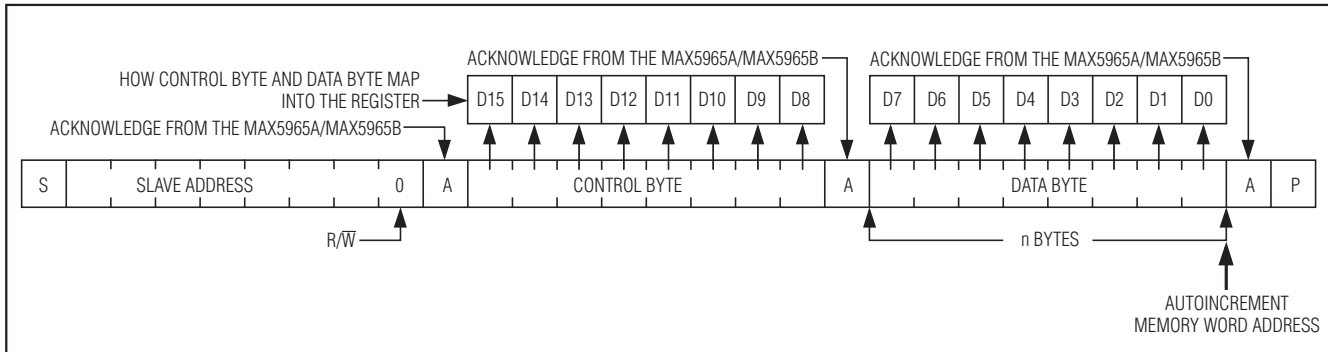 ACKNOWLEDGE FROM THE MAX5965A/MAX5965B
ACKNOWLEDGE FROM THE MAX5965A/MAX5965B
HOW CONTROL BYTE AND DATA BYTE MAP
INTO THE REGISTER
D15 D14 D13 D12 D11 D10 D9 D8
D7 D6 D5 D4 D3 D2 D1 D0
ACKNOWLEDGE FROM THE MAX5965A/MAX5965B
S SLAVE ADDRESS 0 A CONTROL BYTE A DATA BYTE A P
R/W̅
n BYTES
AUTOINCREMENT
MEMORY WORD ADDRESS